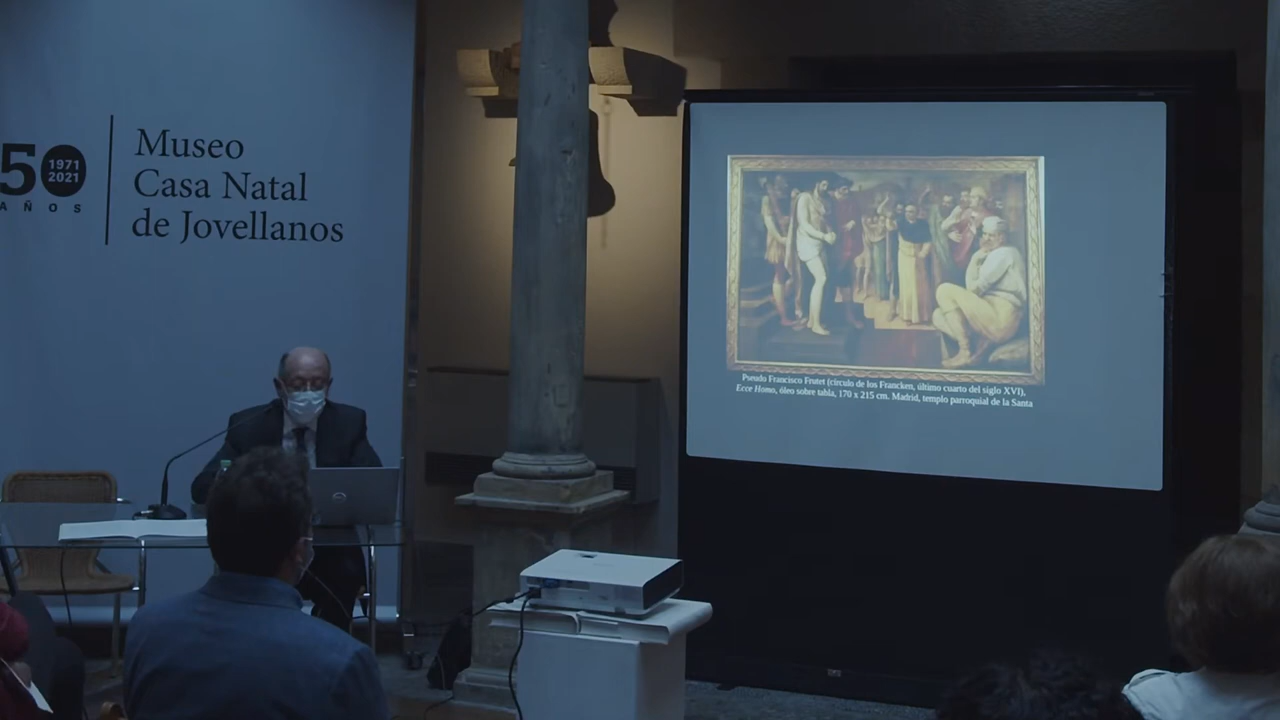 50
1971
2021
AÑOS
Museo
Casa Natal
de Jovellanos
Pseudo Francisco Frutet (círculo de los Francken, último cuarto del siglo XVI),
Ecce Homo, óleo sobre tabla, 170 x 215 cm. Madrid, templo parroquial de la Santa